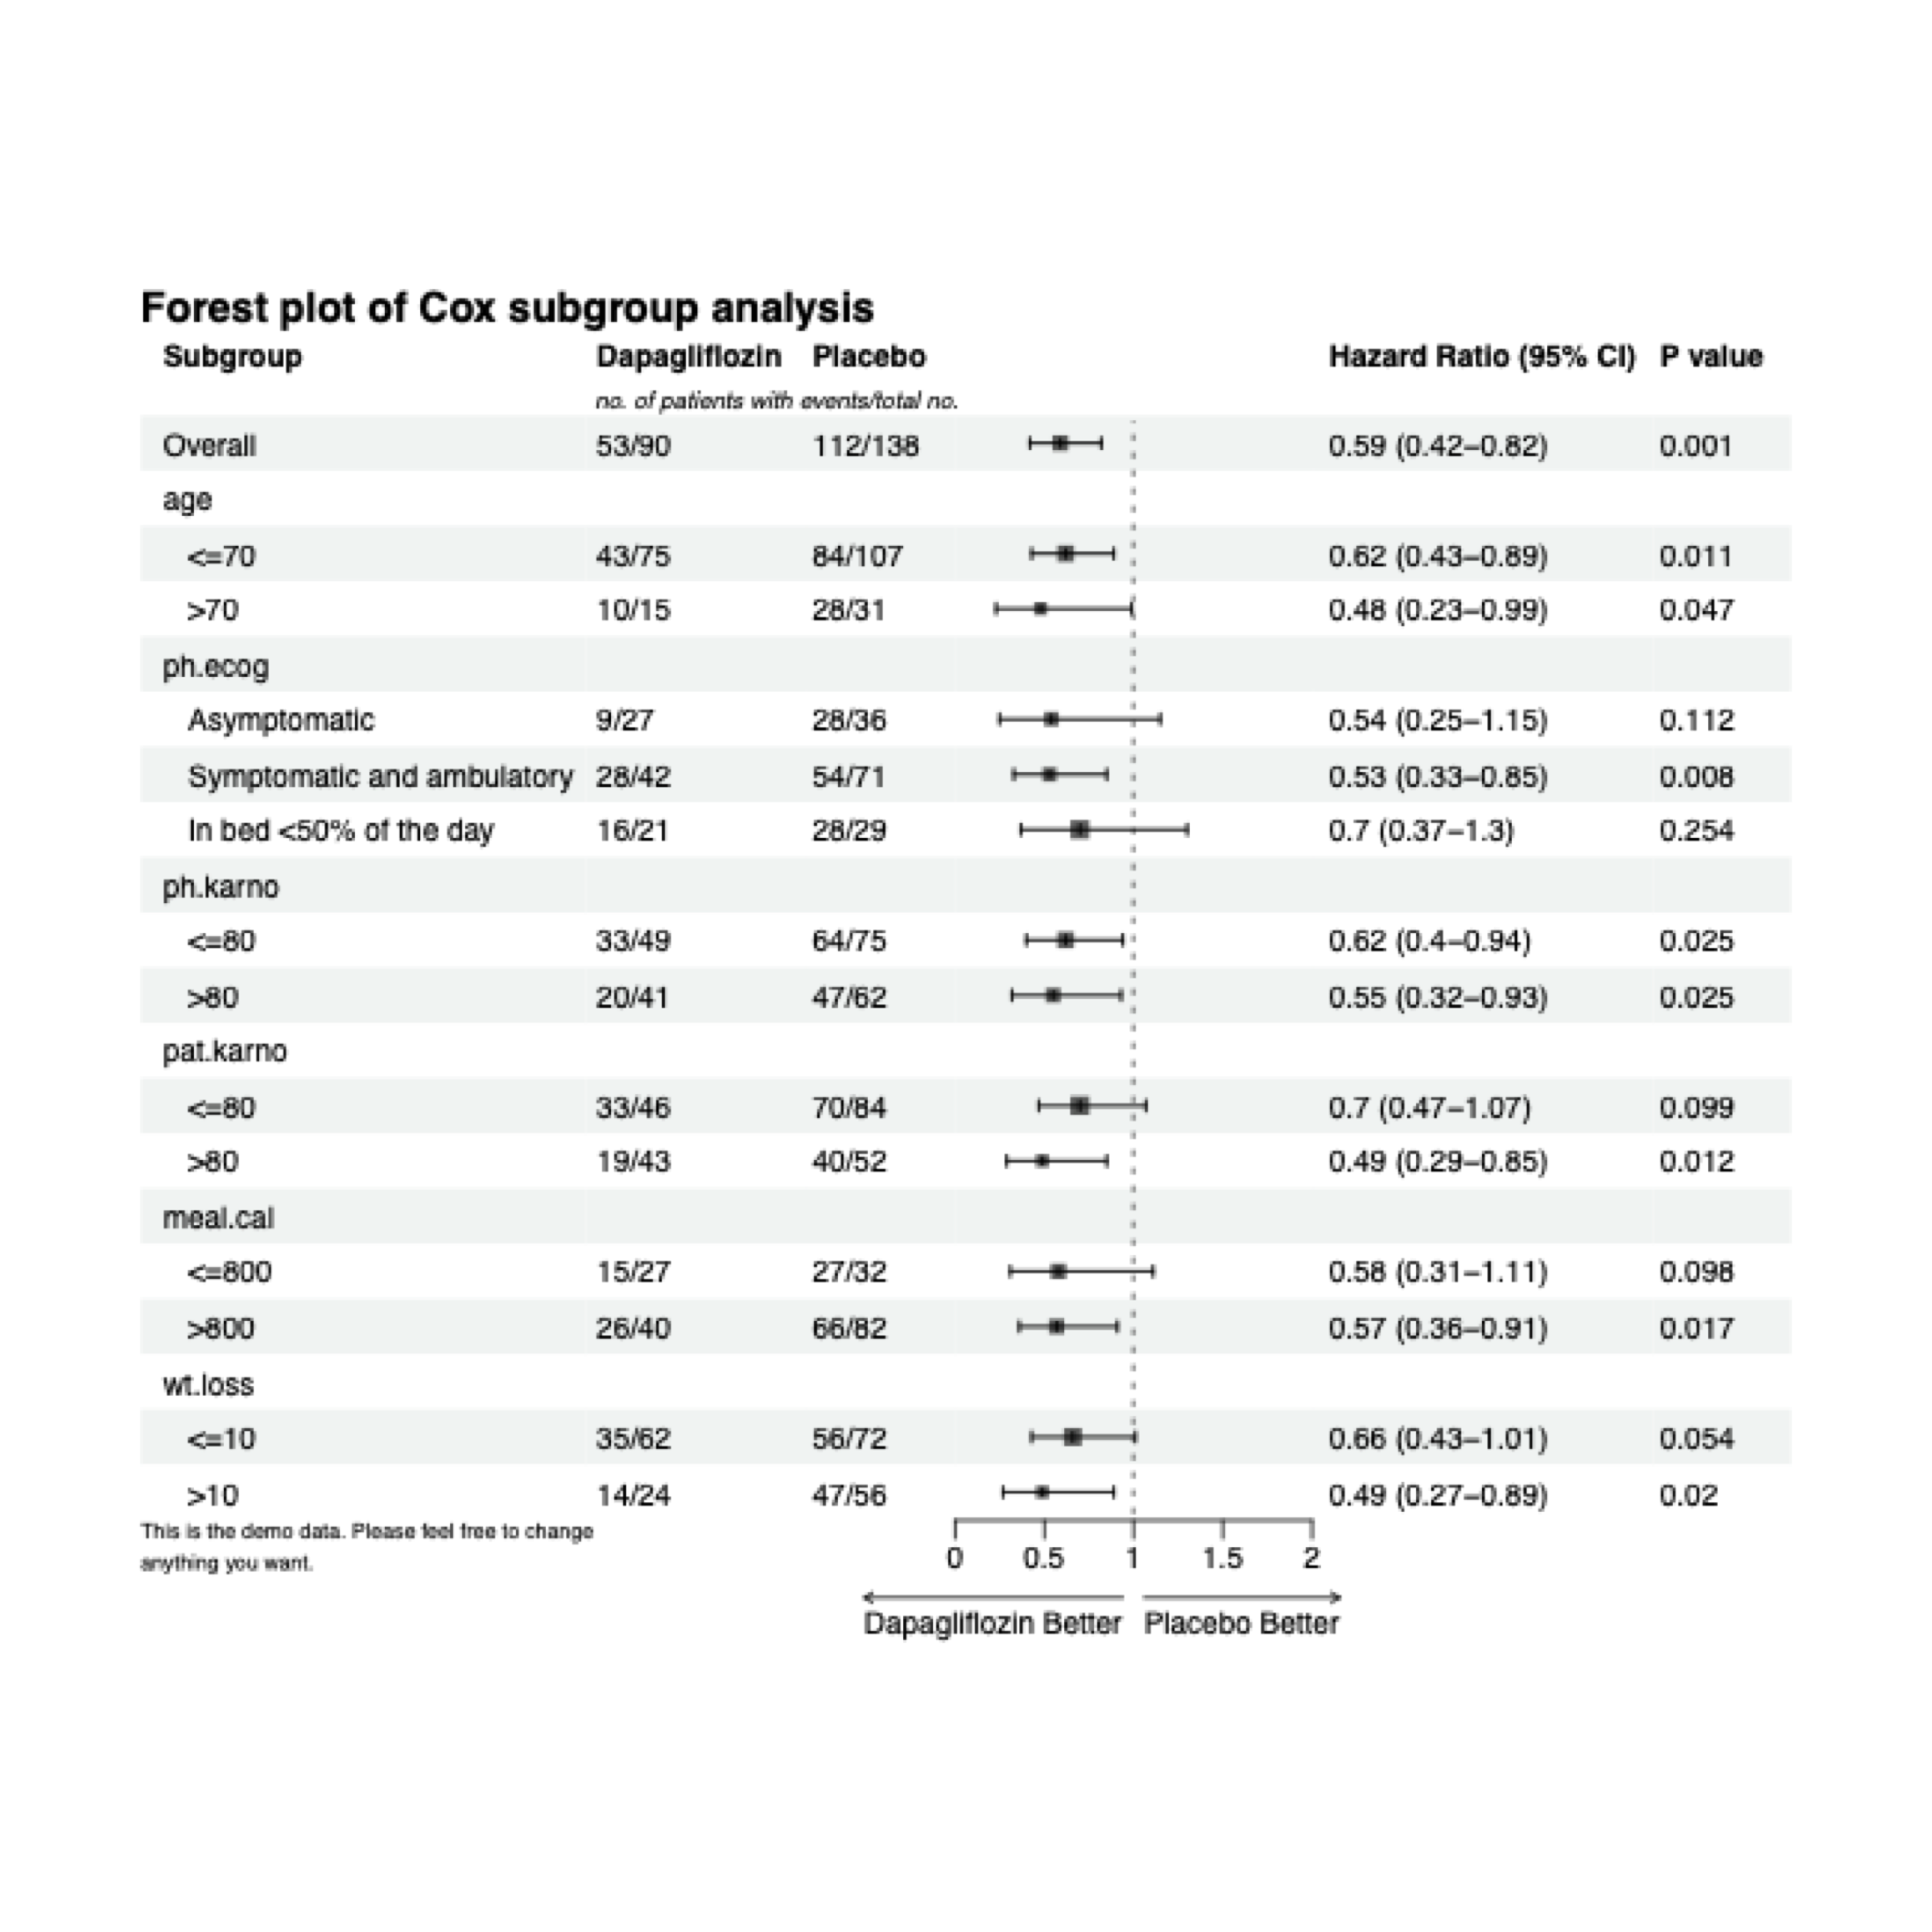 Forest plot of Cox subgroup analysis
Subgroup Dapagliflozin Placebo Hazard Ratio (95% CI) P value
no. of patients with events/total no.
Overall 53/90 112/138 0.59 (0.42–0.82) 0.001
age
<=70 43/75 84/107 0.62 (0.43–0.89) 0.011
>70 10/15 28/31 0.48 (0.23–0.99) 0.047
ph.ecog
Asymptomatic 9/27 28/36 0.54 (0.25–1.15) 0.112
Symptomatic and ambulatory 28/42 54/71 0.53 (0.33–0.85) 0.008
In bed <50% of the day 16/21 28/29 0.7 (0.37–1.3) 0.254
ph.karno
<=80 33/49 64/75 0.62 (0.4–0.94) 0.025
>80 20/41 47/62 0.55 (0.32–0.93) 0.025
pat.karno
<=80 33/46 70/84 0.7 (0.47–1.07) 0.099
>80 19/43 40/52 0.49 (0.29–0.85) 0.012
meal.cal
<=800 15/27 27/32 0.58 (0.31–1.11) 0.098
>800 26/40 66/82 0.57 (0.36–0.91) 0.017
wt.loss
<=10 35/62 56/72 0.66 (0.43–1.01) 0.054
>10 14/24 47/56 0.49 (0.27–0.89) 0.02
This is the demo data. Please feel free to change
anything you want.
0 0.5 1 1.5 2
Dapagliflozin Better Placebo Better